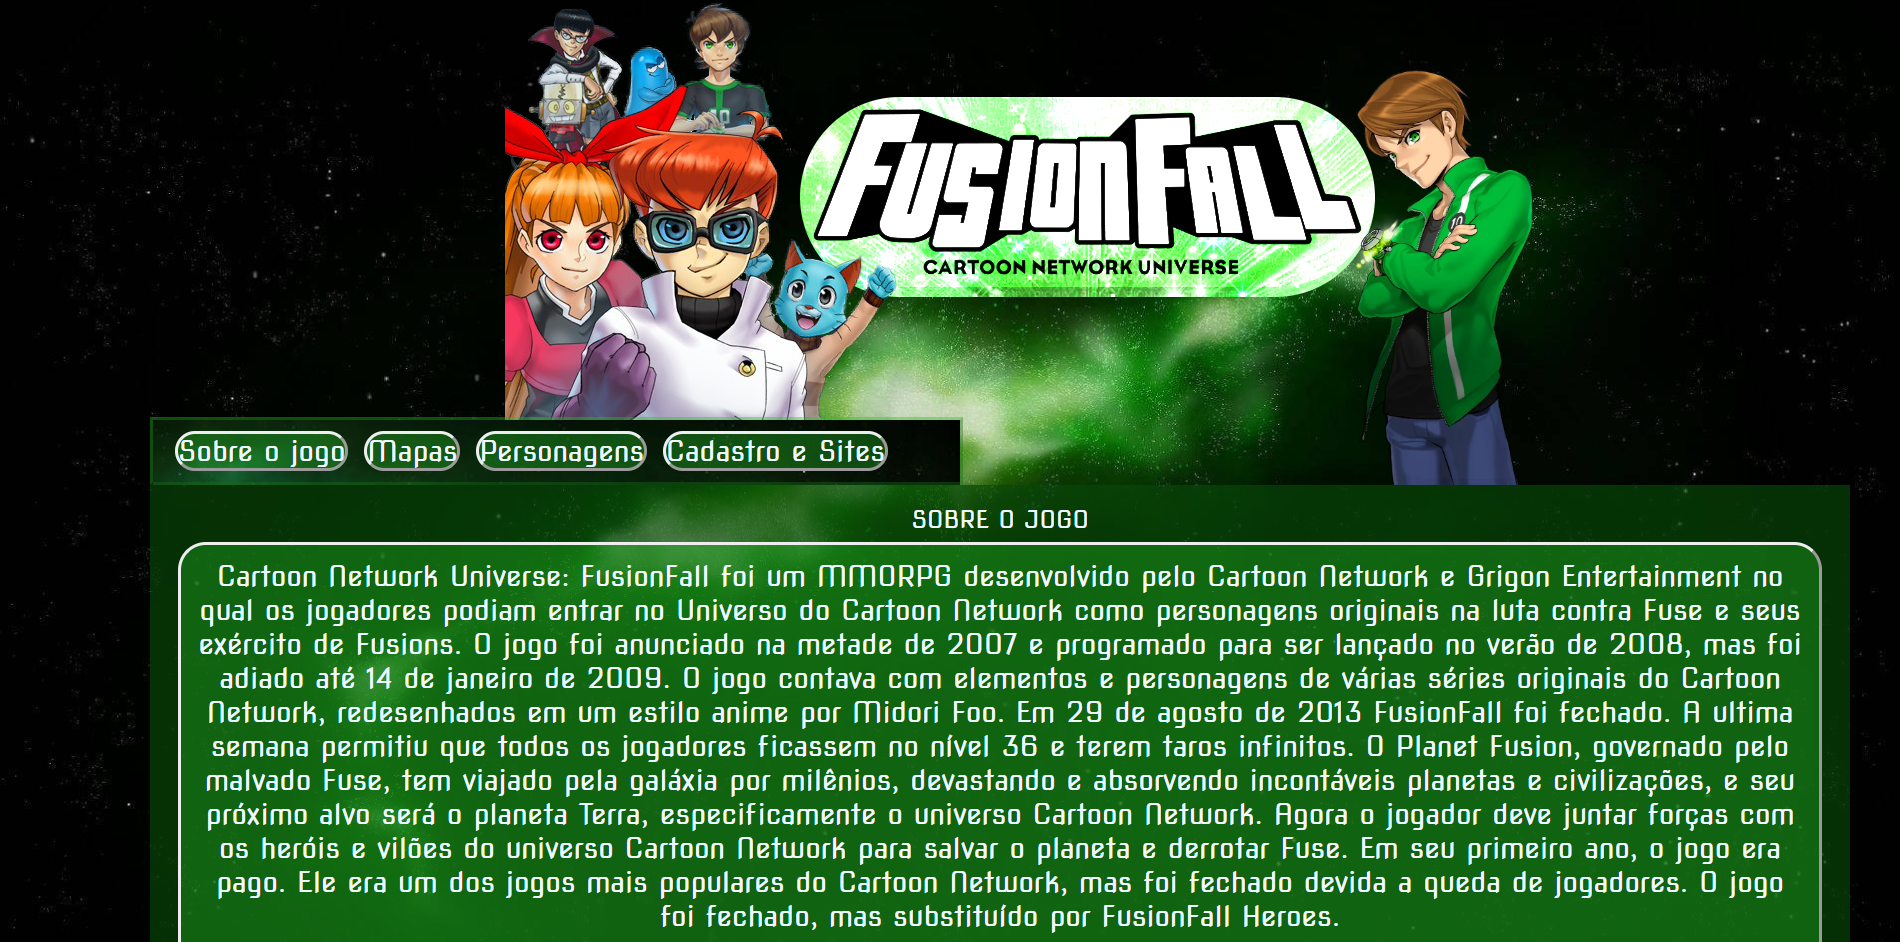 FUSIONFALL
CARTOON NETWORK UNIVERSE
10
10
Sobre o jogo
Mapas
Personagens
Cadastro e Sites
SOBRE O JOGO
Cartoon Network Universe: FusionFall foi um MMORPG desenvolvido pelo Cartoon Network e Grigon Entertainment no
qual os jogadores podiam entrar no Universo do Cartoon Network como personagens originais na luta contra Fuse e seus
exército de Fusions. O jogo foi anunciado na metade de 2007 e programado para ser lançado no verão de 2008, mas foi
adiado até 14 de janeiro de 2009. O jogo contava com elementos e personagens de várias séries originais do Cartoon
Network, redesenhados em um estilo anime por Midori Foo. Em 29 de agosto de 2013 FusionFall foi fechado. A ultima
semana permitiu que todos os jogadores ficassem no nível 36 e terem taros infinitos. O Planet Fusion, governado pelo
malvado Fuse, tem viajado pela galáxia por milênios, devastando e absorvendo incontáveis planetas e civilizações, e seu
próximo alvo será o planeta Terra, especificamente o universo Cartoon Network. Agora o jogador deve juntar forças com
os heróis e vilões do universo Cartoon Network para salvar o planeta e derrotar Fuse. Em seu primeiro ano, o jogo era
pago. Ele era um dos jogos mais populares do Cartoon Network, mas foi fechado devida a queda de jogadores. O jogo
foi fechado, mas substituído por FusionFall Heroes.